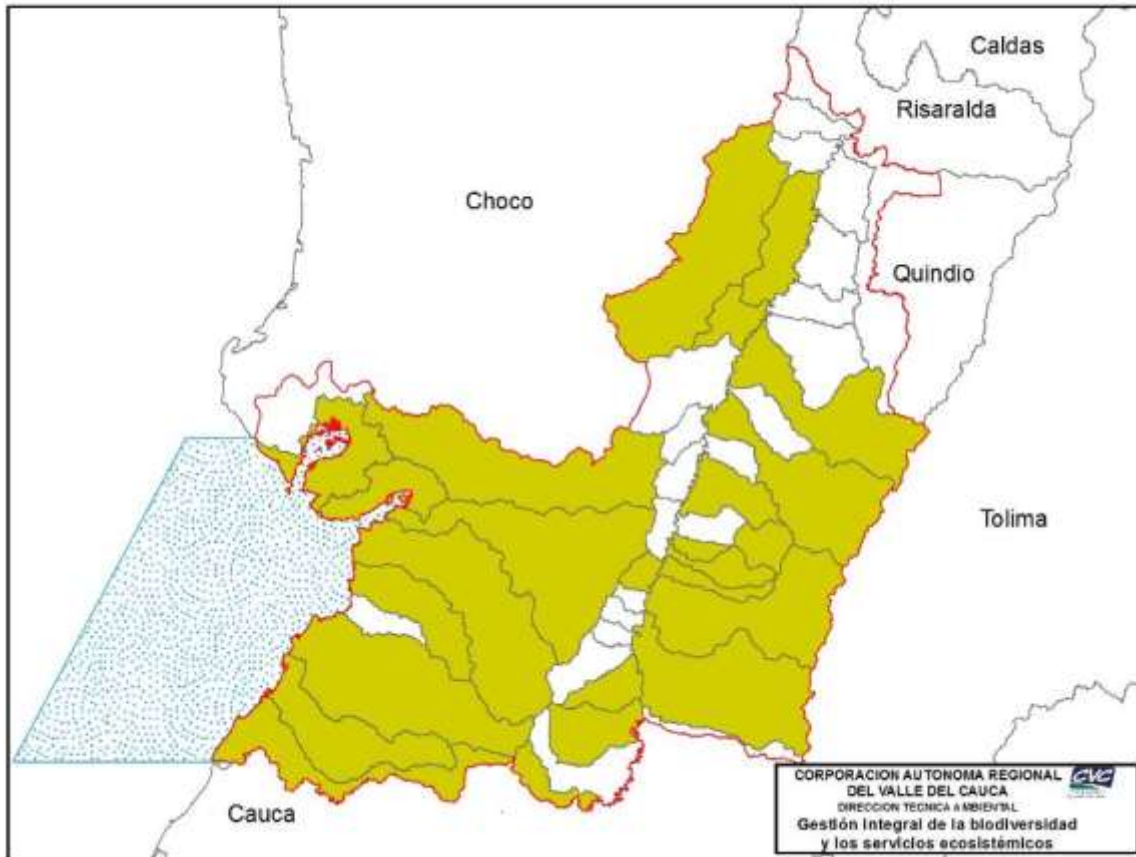 Caldas
Risaralda
Choco
Quindio
Tolima
Cauca
CORPORACION AUTONOMA REGIONAL
DEL VALLE DEL CAUCA
CVC
DIRECCION TECNICA AMBIENTAL
Gestión Integral de la biodiversidad
y los servicios ecosistémicos